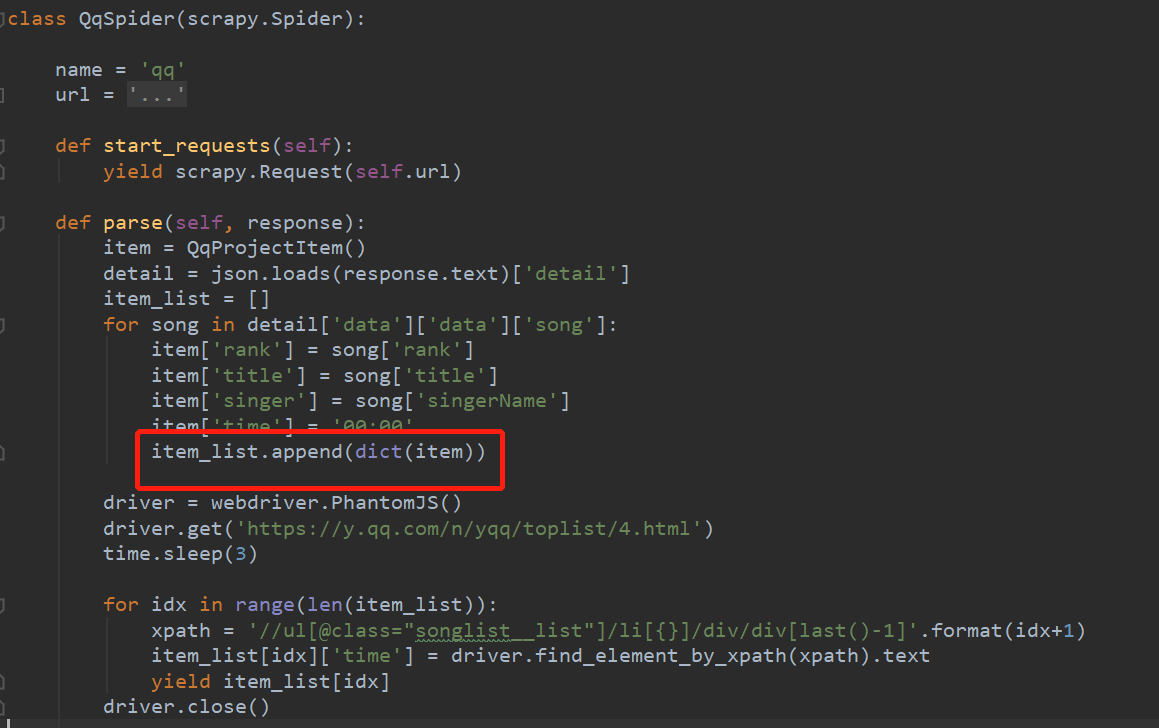 class QqSpider(scrapy.Spider):
name = 'qq'
url = '...'
def start_requests(self):
yield scrapy.Request(self.url)
def parse(self, response):
item = QqProjectItem()
detail = json.loads(response.text)['detail']
item_list = []
for song in detail['data']['data']['song']:
item['rank'] = song['rank']
item['title'] = song['title']
item['singer'] = song['singerName']
item['time'] = '00:00'
item_list.append(dict(item))
driver = webdriver.PhantomJS()
driver.get('https://y.qq.com/n/yqq/toplist/4.html')
time.sleep(3)
for idx in range(len(item_list)):
xpath = '//ul[@class="songlist__list"]/li[{}]/div/div[last()-1]'.format(idx+1)
item_list[idx]['time'] = driver.find_element_by_xpath(xpath).text
yield item_list[idx]
driver.close()